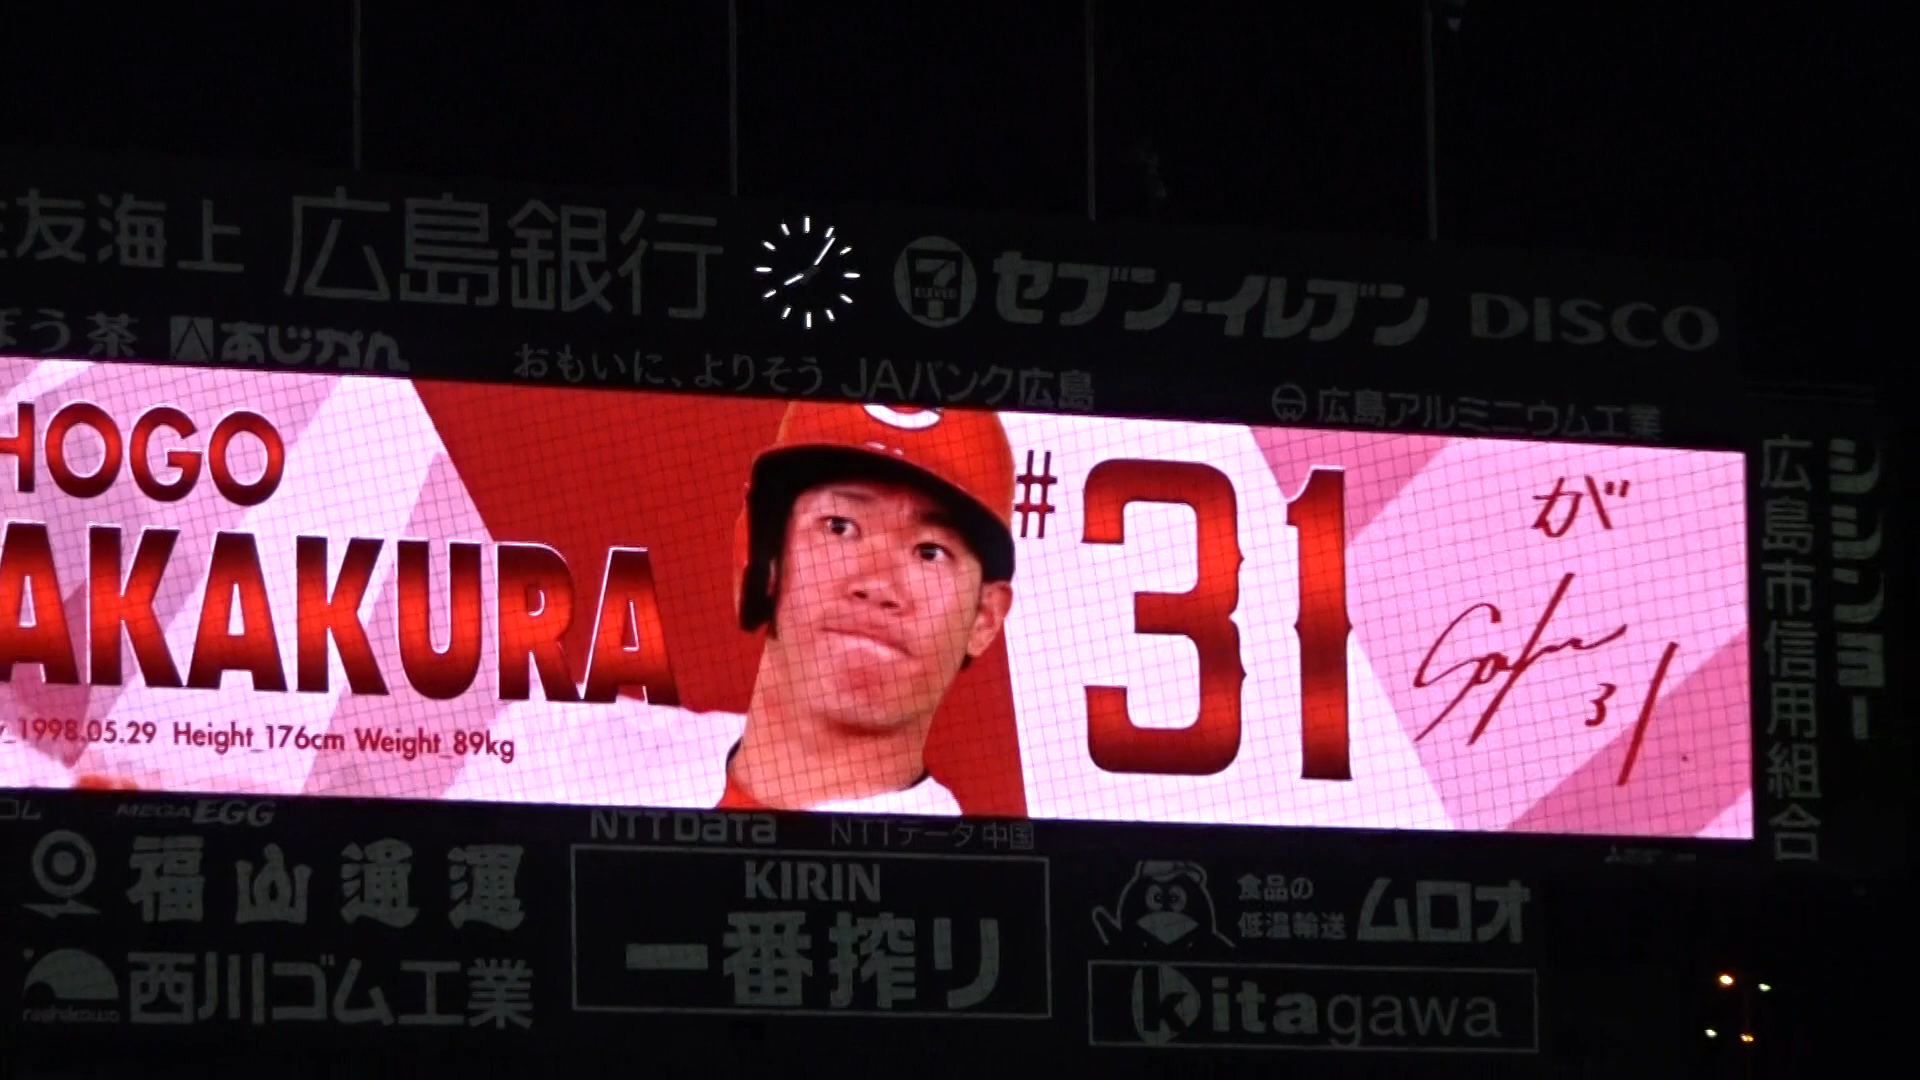 友海上 広島銀行 7 ELEVEN セブン-イレブン DISCO
ほう茶 あじかん おもいに、よりそう JAバンク広島 広島アルミニウム工業
HOGO
AKAKURA
1998.05.29 Height_176cm Weight_89kg
#31
が
31
広島市信用組合
シシンヨー
MEGA EGG NTT DATA NTTデータ中国
福山通運
西川ゴム工業
nishikawa
KIRIN
一番搾り
食品の
低温輸送
ムロオ
kitagawa